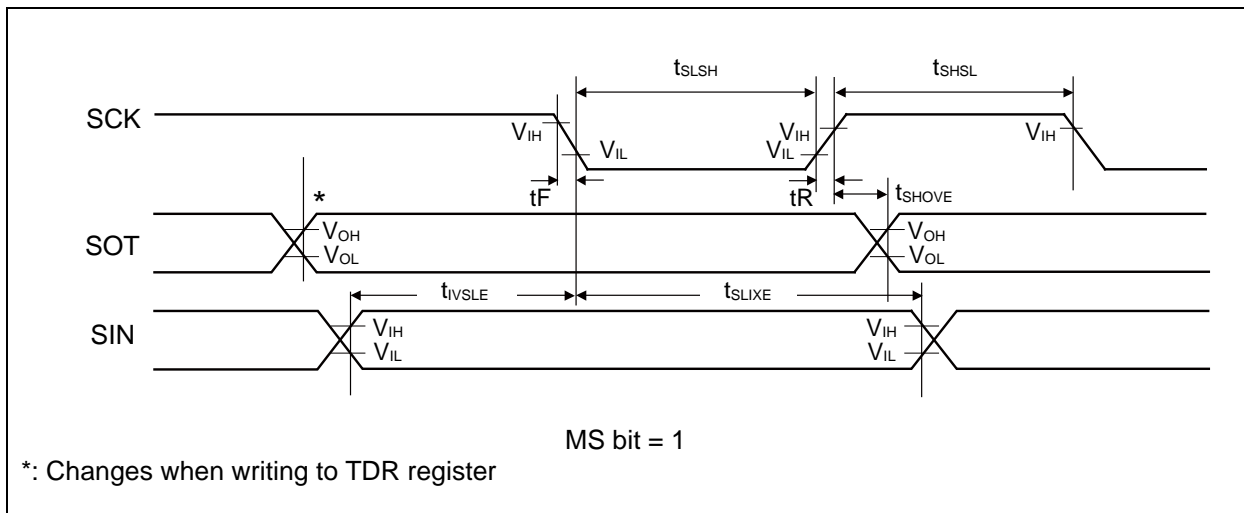 tSLSH
tSHSL
SCK
VIH
VIL
VIL
VIH
VIH
tF
tR
tSHOVE
*
SOT
VOH
VOL
VOH
VOL
tIVSLE
tSLIXE
SIN
VIH
VIL
VIH
VIL
MS bit = 1
*: Changes when writing to TDR register